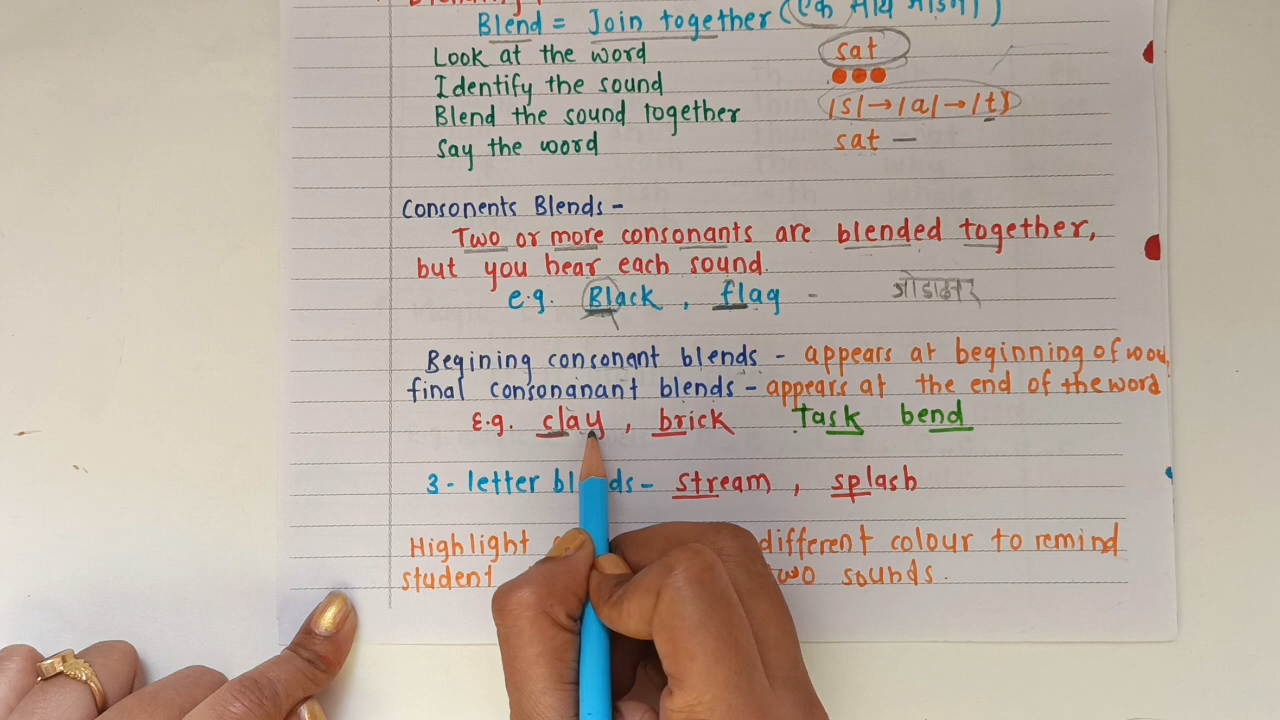 Blend = Join together (एक साथ
Look at the word sat
Identify the sound
Blend the sound together /s/→/a/→/t/
Say the word sat –
Consonents Blends -
Two or more consonants are blended together,
but you hear each sound.
e.g. Black , flag -
Begining consonant blends - appears at beginning of word,
final consonanant blends - appears at the end of the word
E.g. clay , brick Task bend
3 - letter bl ds - stream , splash
Highlight different colour to remind
student two sounds.